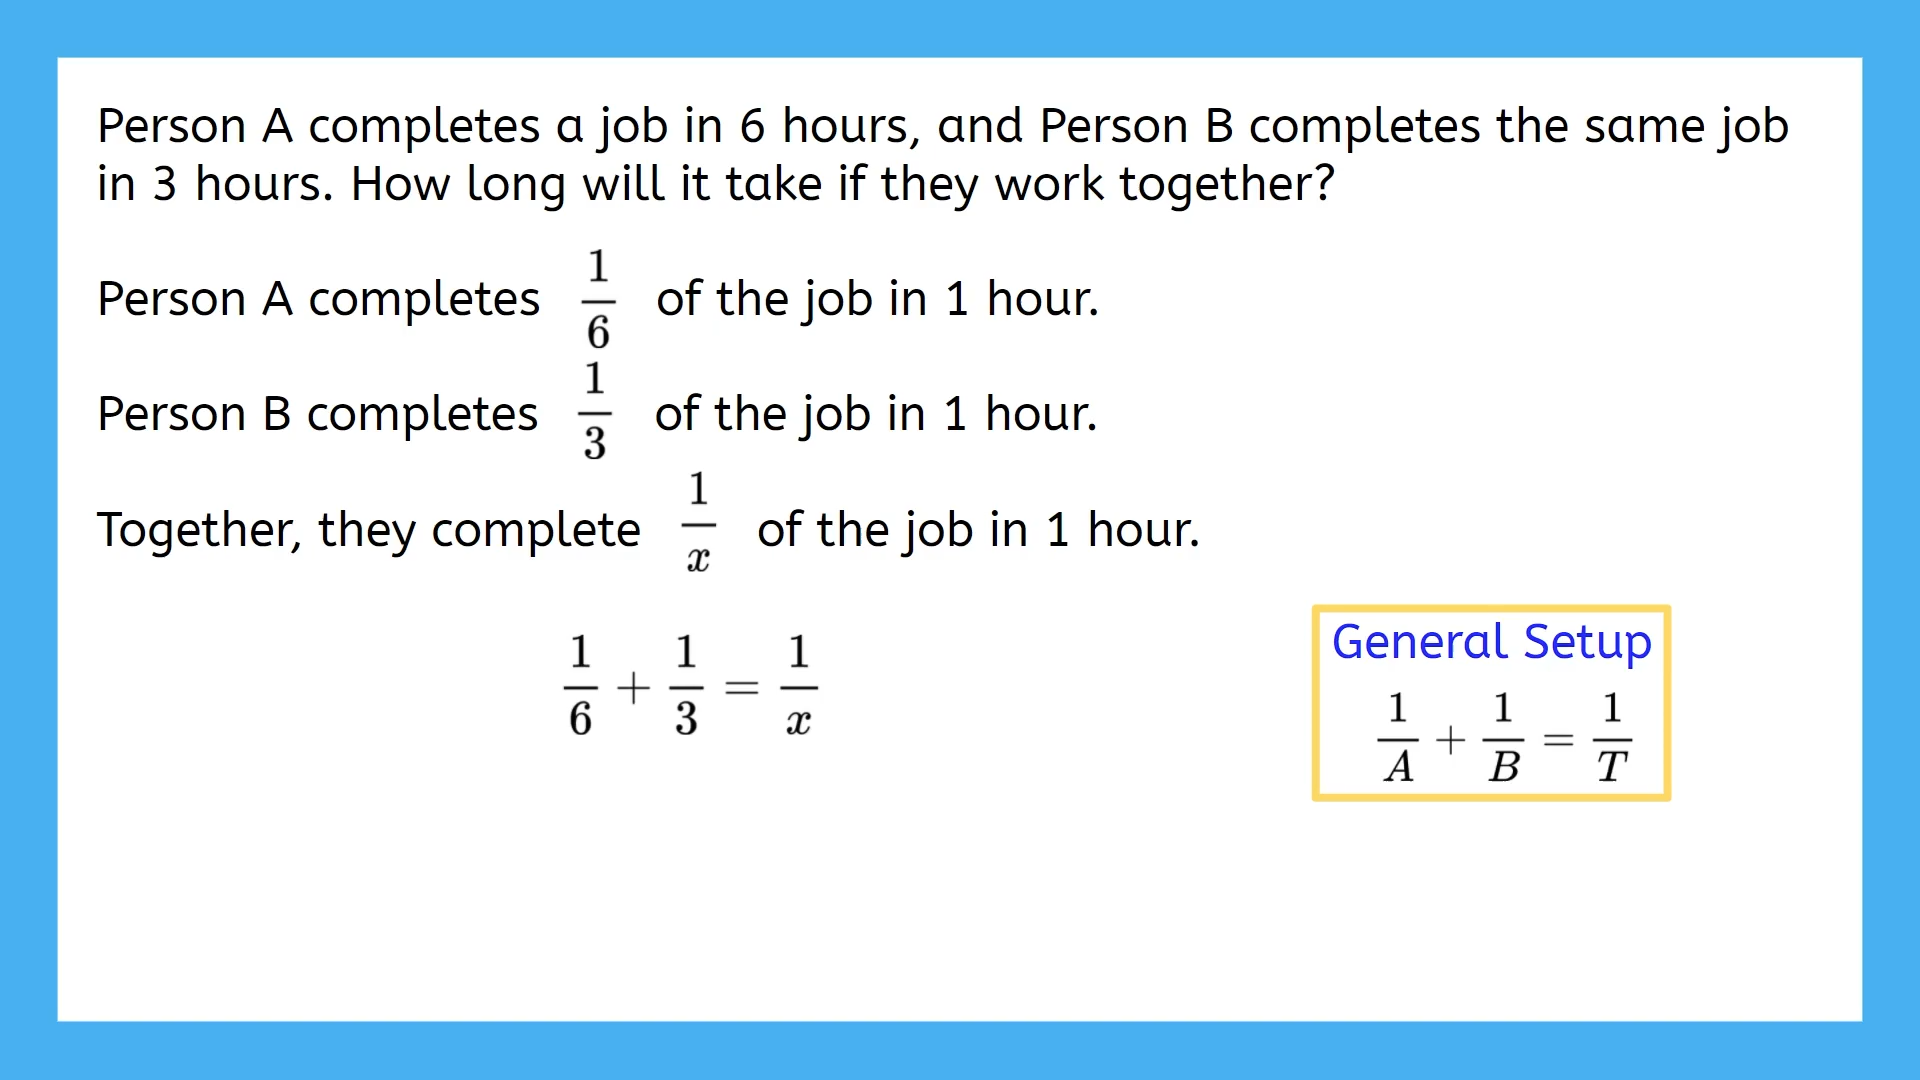 Person A completes a job in 6 hours, and Person B completes the same job
in 3 hours. How long will it take if they work together?
Person A completes 1/6 of the job in 1 hour.
Person B completes 1/3 of the job in 1 hour.
Together, they complete 1/x of the job in 1 hour.
1/6 + 1/3 = 1/x
General Setup
1/A + 1/B = 1/T